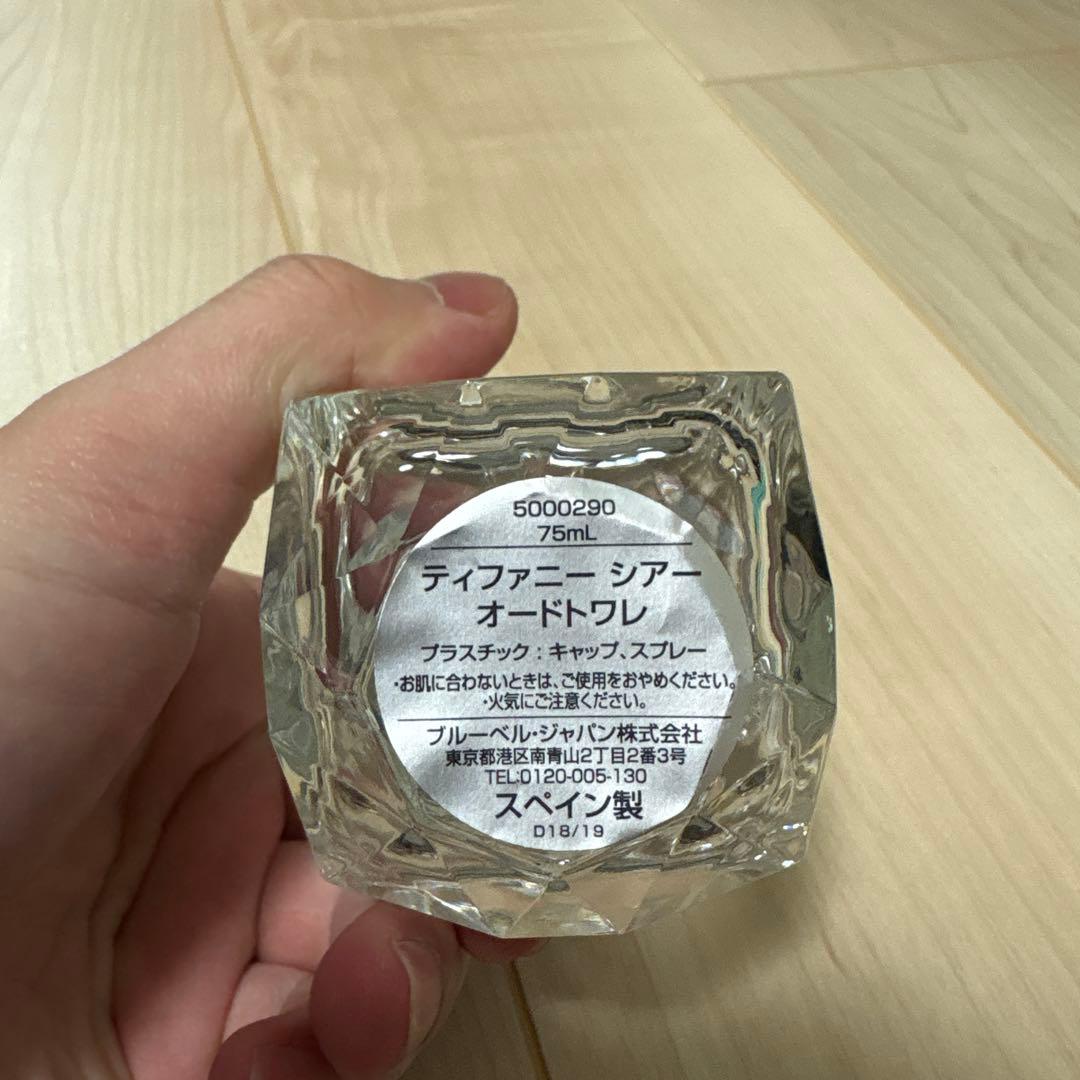 5000290
75mL
ティファニー シアー
オードトワレ
プラスチック：キャップ、スプレー
・お肌に合わないときは、ご使用をおやめください。
・火気にご注意ください。
ブルーベル・ジャパン株式会社
東京都港区南青山2丁目2番3号
TEL:0120-005-130
スペイン製
D18/19